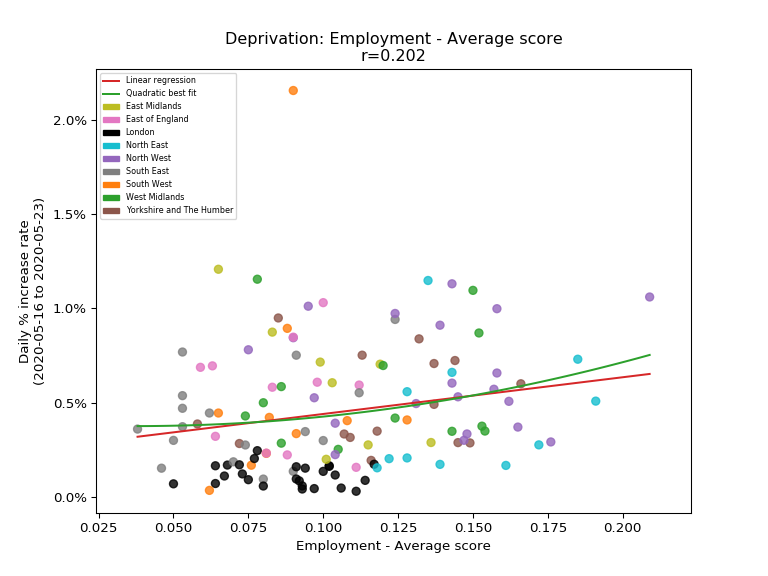 Deprivation: Employment - Average score
r=0.202
Daily % increase rate
(2020-05-16 to 2020-05-23)
2.0%
1.5%
1.0%
0.5%
0.0%
Linear regression
Quadratic best fit
East Midlands
East of England
London
North East
North West
South East
South West
West Midlands
Yorkshire and The Humber
0.025 0.050 0.075 0.100 0.125 0.150 0.175 0.200
Employment - Average score